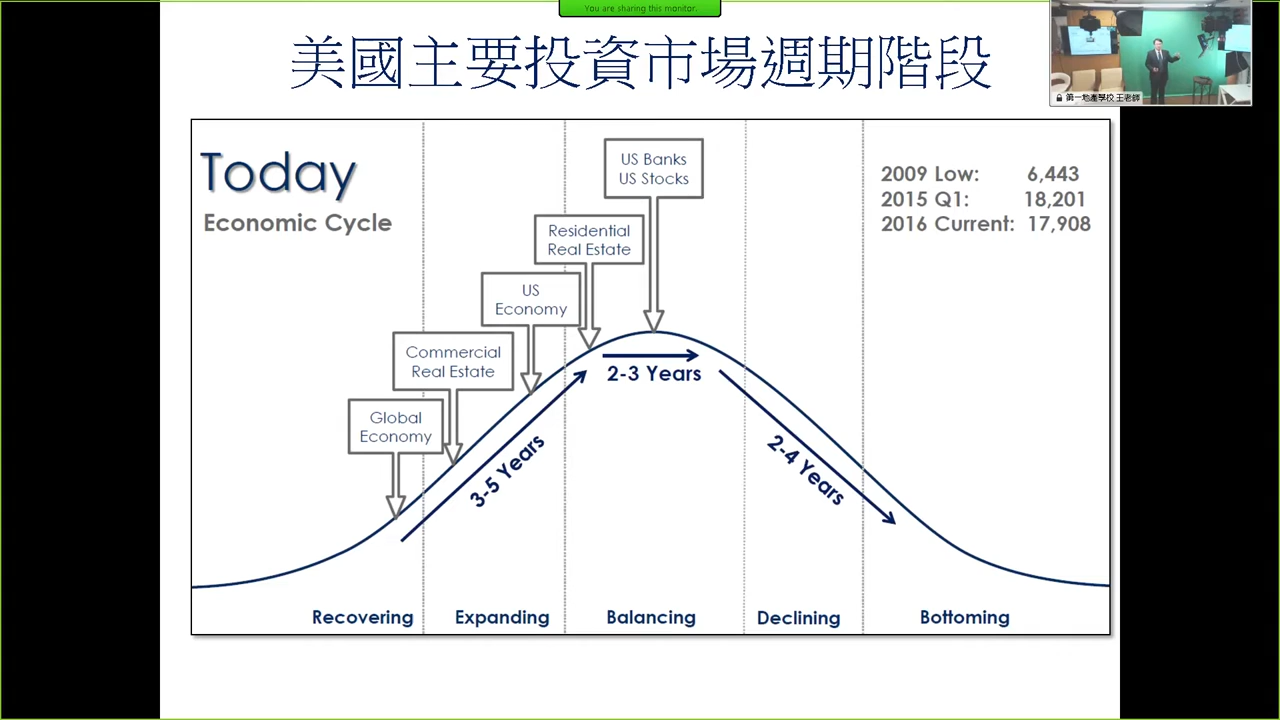 You are sharing this monitor.
美國主要投資市場週期階段
第一地產學校 王老師
Today
Economic Cycle
US Banks
US Stocks
2009 Low: 6,443
2015 Q1: 18,201
2016 Current: 17,908
Residential
Real Estate
US
Economy
Commercial
Real Estate
Global
Economy
2-3 Years
3-5 Years
2-4 Years
Recovering
Expanding
Balancing
Declining
Bottoming